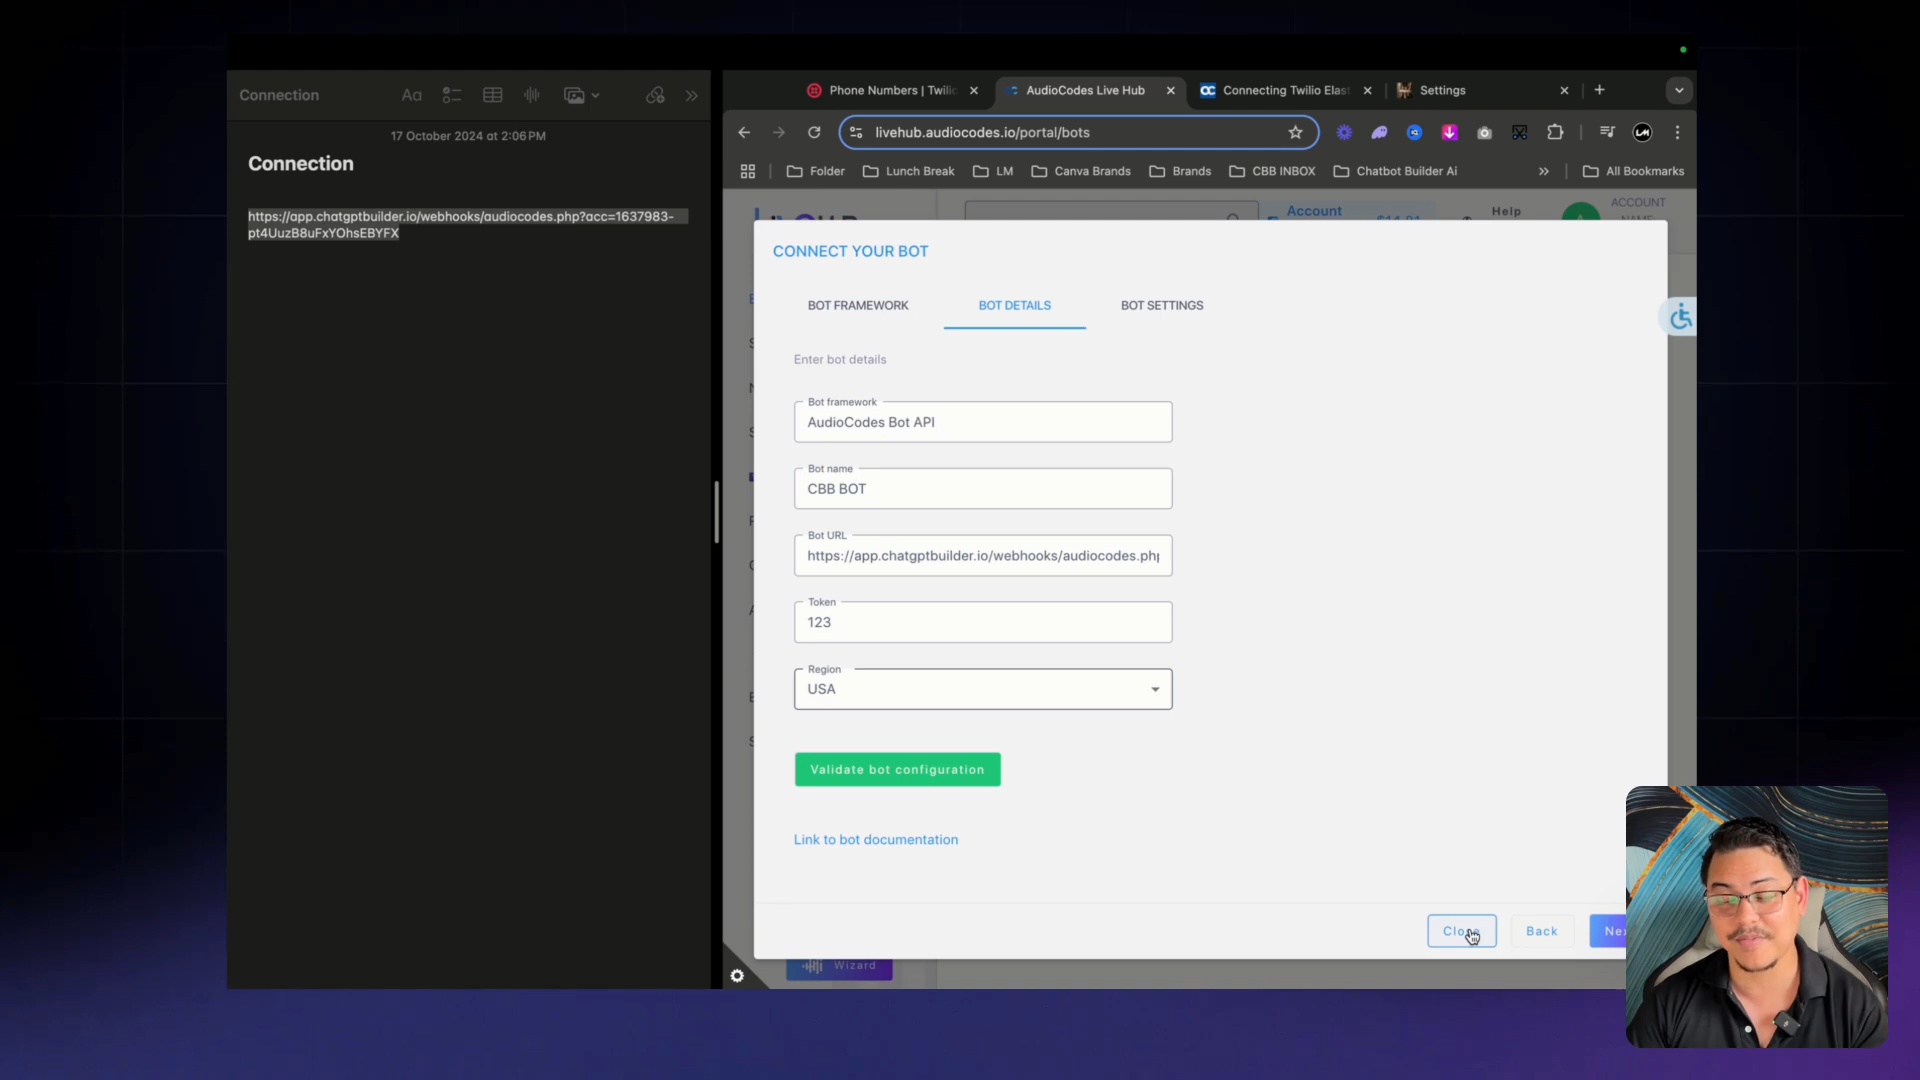 Connection
Aa
17 October 2024 at 2:06 PM
Connection
https://app.chatgptbuilder.io/webhooks/audiocodes.php?acc=1637983-
pt4UuzB8uFxYOhsEBYFX
Phone Numbers | Twilio
AudioCodes Live Hub
Connecting Twilio Elast
Settings
livehub.audiocodes.io/portal/bots
Folder
Lunch Break
LM
Canva Brands
Brands
CBB INBOX
Chatbot Builder Ai
All Bookmarks
Account
Help
ACCOUNT
CONNECT YOUR BOT
BOT FRAMEWORK
BOT DETAILS
BOT SETTINGS
Enter bot details
Bot framework
AudioCodes Bot API
Bot name
CBB BOT
Bot URL
https://app.chatgptbuilder.io/webhooks/audiocodes.php
Token
123
Region
USA
Validate bot configuration
Link to bot documentation
Close
Back
Nex
Wizard